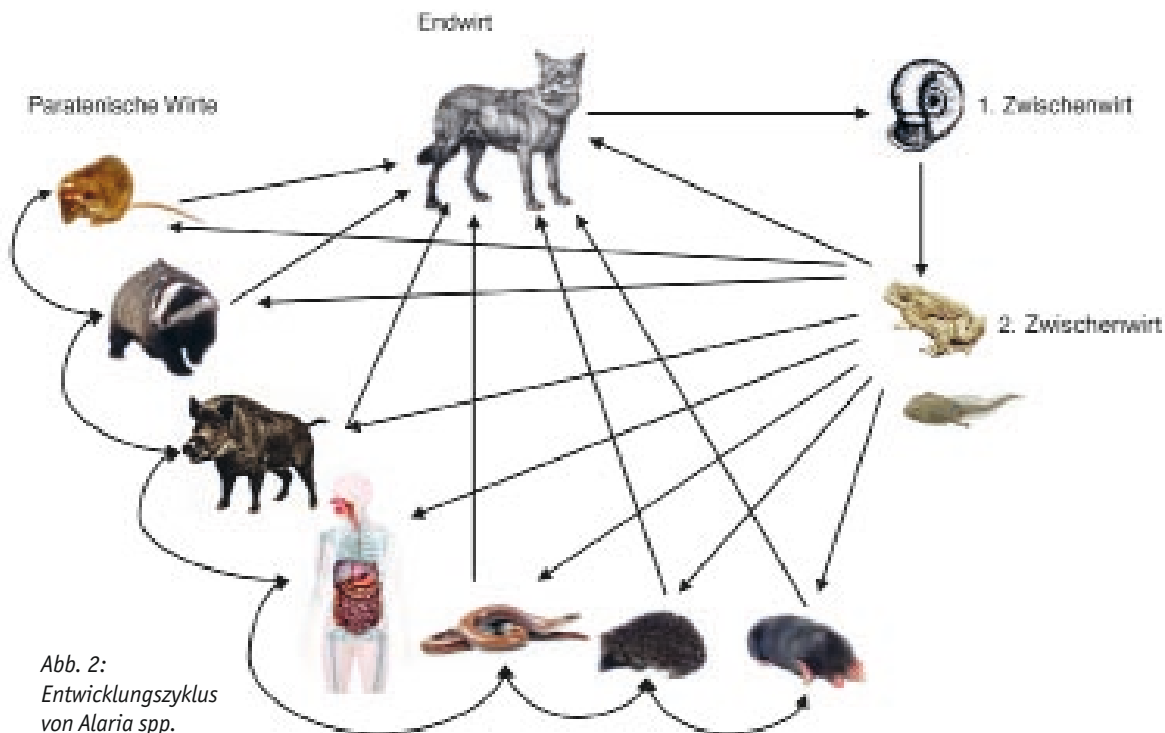 Endwirt
Paratenische Wirte
1. Zwischenwirt
2. Zwischenwirt
Abb. 2:
Entwicklungszyklus
von Alaria spp.